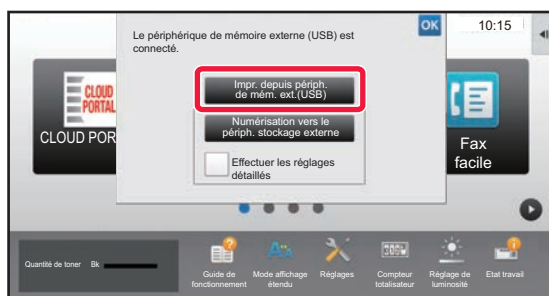 Le périphérique de mémoire externe (USB) est
connecté.
OK
10:15
Impr. depuis périph.
de mém. ext.(USB)
Numérisation vers le
périph. stockage externe
Effectuer les réglages
détaillés
CLOUD
PORTAL
CLOUD POR
Fax
facile
Quantité de toner Bk
Guide de
fonctionnement
Mode affichage
étendu
Réglages
Compteur
totalisateur
Réglage de
luminosité
Etat travail